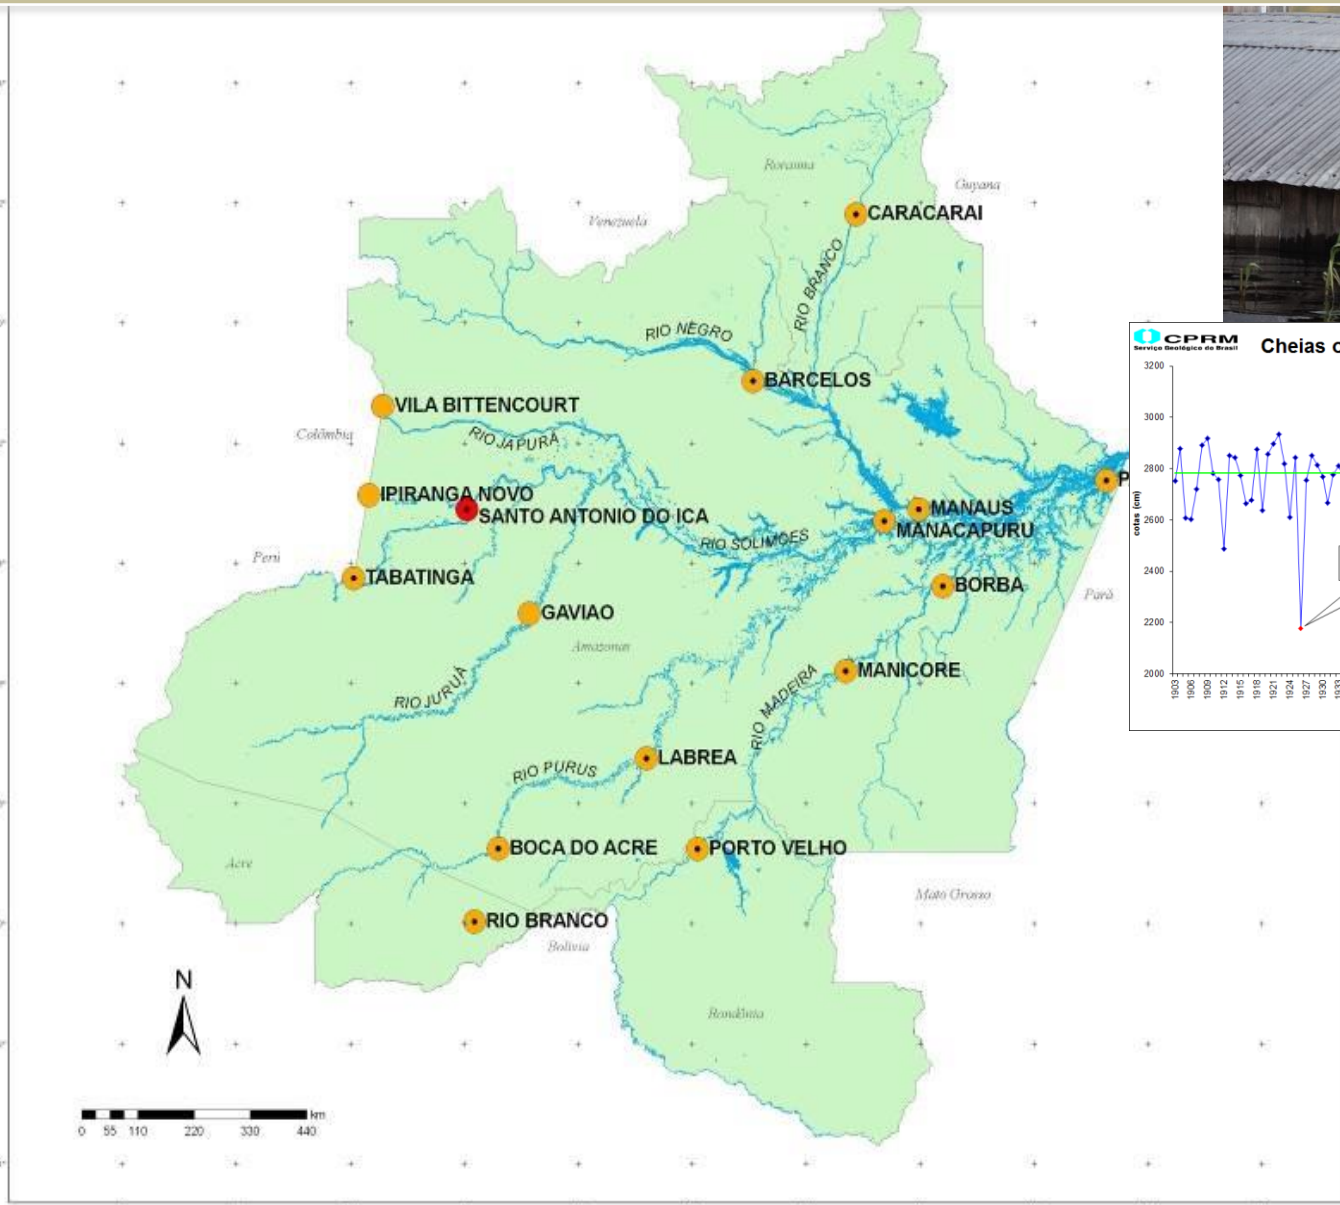 Roraima
Guyana
Venezuela
CARACARAI
RIO BRANCO
RIO NEGRO
BARCELOS
VILA BITTENCOURT
Colômbia
RIO JAPURÁ
IPIRANGA NOVO
SANTO ANTONIO DO ICA
MANAUS
MANACAPURU
P
RIO SOLIMÕES
Perú
TABATINGA
BORBA
Pará
GAVIAO
Amazonas
MANICORE
RIO JURUÁ
RIO MADEIRA
LABREA
RIO PURUS
BOCA DO ACRE
PORTO VELHO
Acre
Mato Grosso
RIO BRANCO
Bolívia
Rondônia
N
km
0 55 110 220 330 440
CPRM
Serviço Geológico do Brasil
Cheias o
cotas (cm)
3200
3000
2800
2600
2400
2200
2000
1903 1906 1909 1912 1915 1918 1921 1924 1927 1930 1933